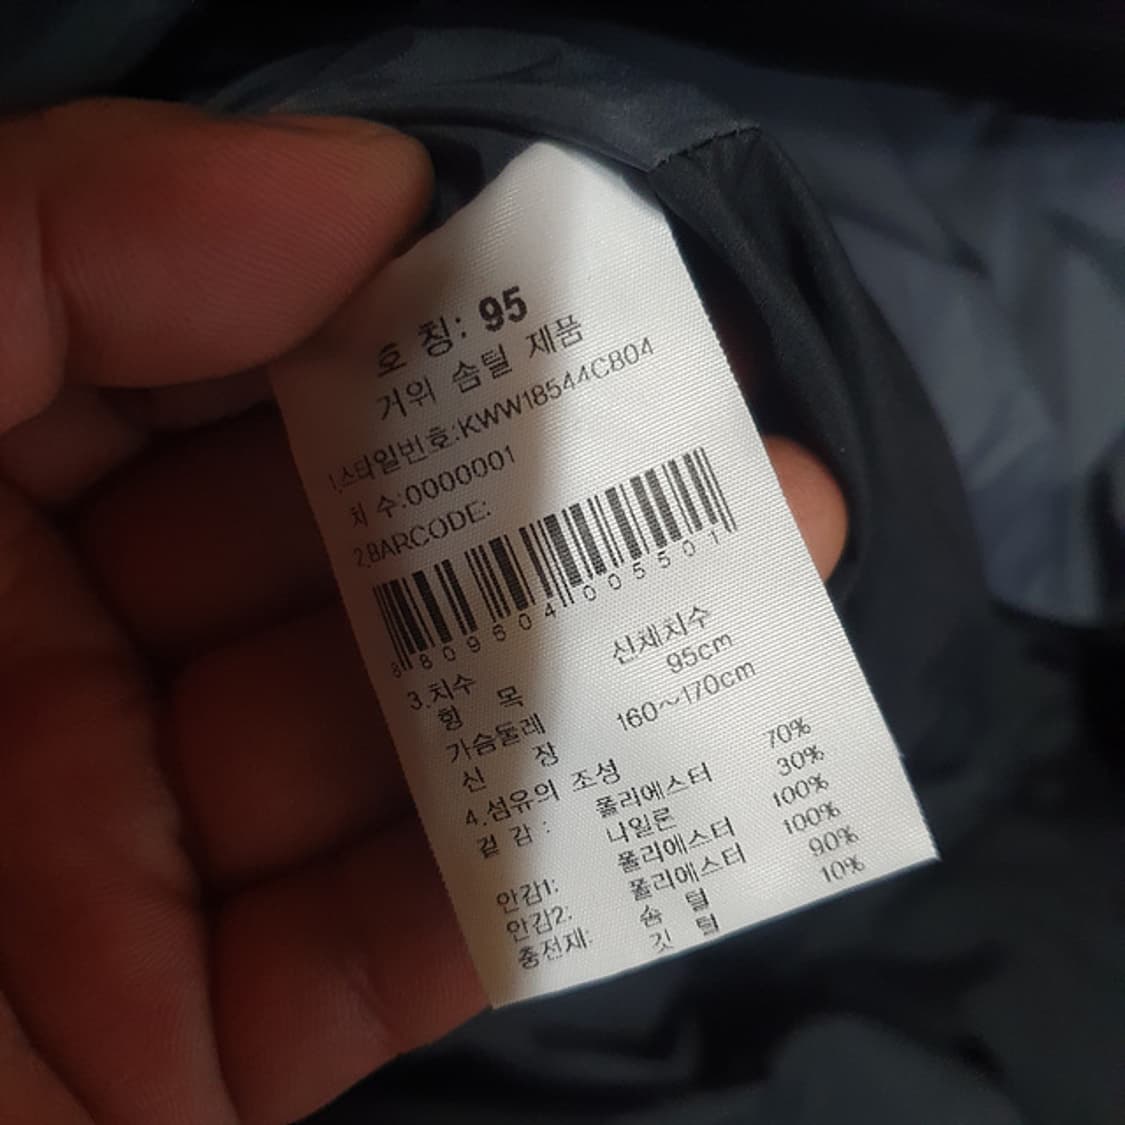 호 칭: 95
거위 솜털 제품
1.스타일번호:KWW18544CB04
치 수:0000001
2.BARCODE:
8809604005501
3.치수
항 목 신체치수
가슴둘레 95cm
신 장 160~170cm
4.섬유의 조성
겉 감 : 폴리에스터 70%
나일론 30%
안감1: 폴리에스터 100%
안감2: 폴리에스터 100%
충전재: 솜 털 90%
깃 털 10%